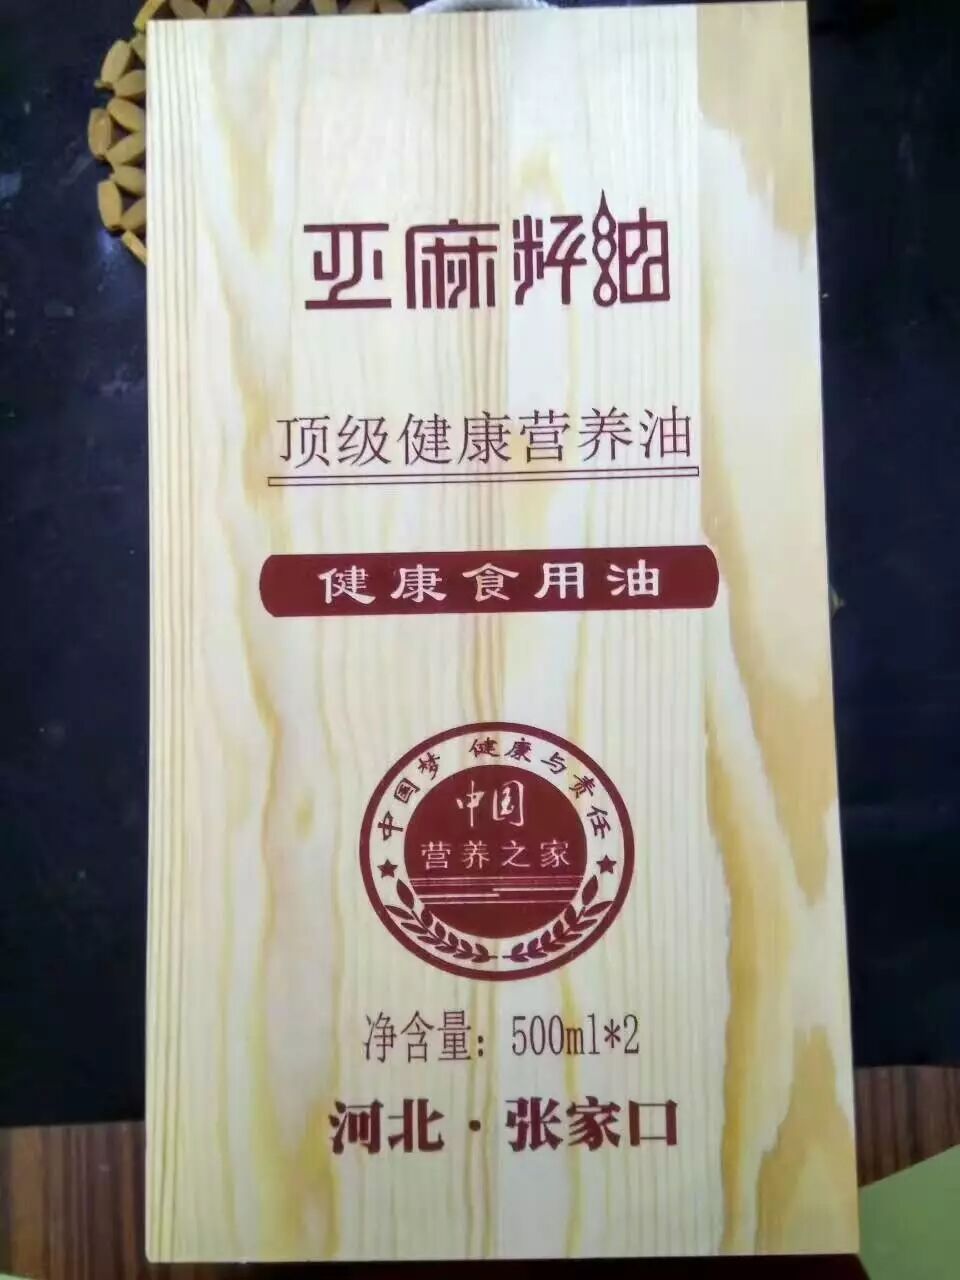 亚麻籽油
顶级健康营养油
健康食用油
中国梦 健康与责任
中国
营养之家
净含量：500ml*2
河北·张家口